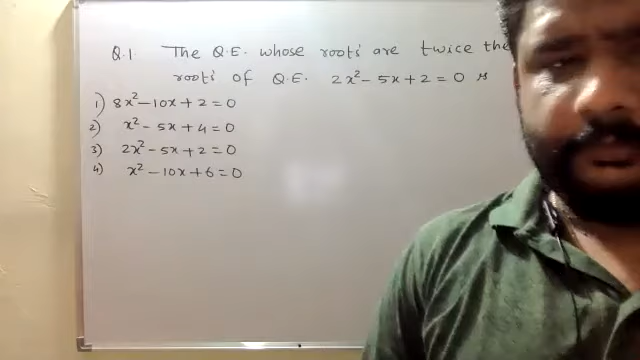 Q.1. The Q.E. whose roots are twice the
roots of Q.E. 2x² - 5x + 2 = 0 is
1) 8x² - 10x + 2 = 0
2) x² - 5x + 4 = 0
3) 2x² - 5x + 2 = 0
4) x² - 10x + 6 = 0